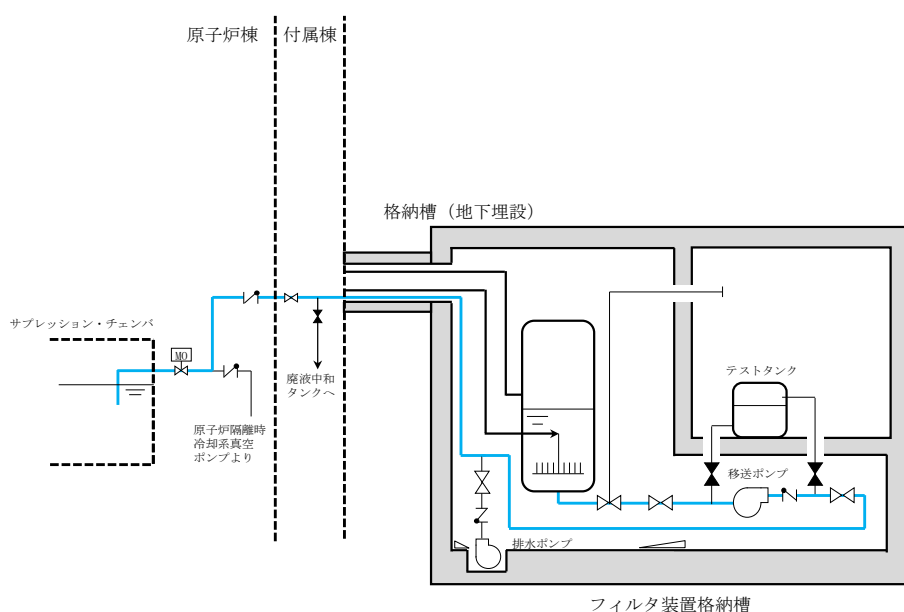 原子炉棟
付属棟
格納槽（地下埋設）
サプレッション・チェンバ
MO
廃液中和
タンクへ
原子炉隔離時
冷却系真空
ポンプより
テストタンク
移送ポンプ
排水ポンプ
フィルタ装置格納槽